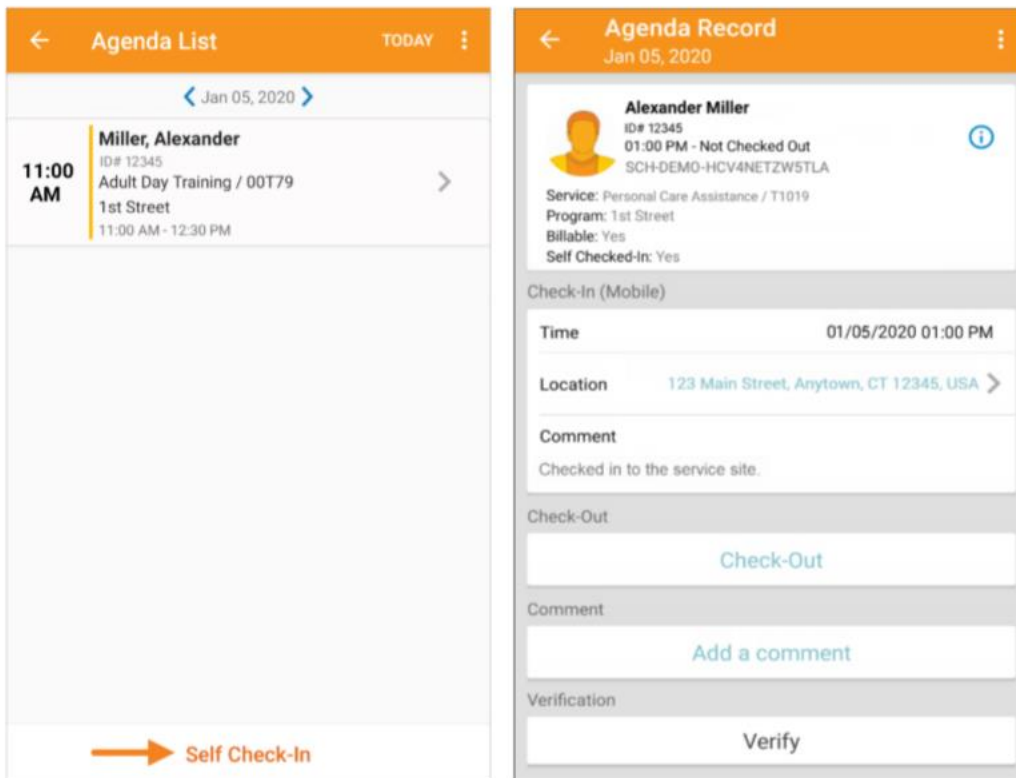 Agenda List
TODAY
Jan 05, 2020
11:00 AM
Miller, Alexander
ID# 12345
Adult Day Training / 00T79
1st Street
11:00 AM - 12:30 PM
Self Check-In
Agenda Record
Jan 05, 2020
Alexander Miller
ID# 12345
01:00 PM - Not Checked Out
SCH-DEMO-HCV4NETZW5TLA
Service: Personal Care Assistance / T1019
Program: 1st Street
Billable: Yes
Self Checked-In: Yes
Check-In (Mobile)
Time 01/05/2020 01:00 PM
Location 123 Main Street, Anytown, CT 12345, USA
Comment
Checked in to the service site.
Check-Out
Check-Out
Comment
Add a comment
Verification
Verify